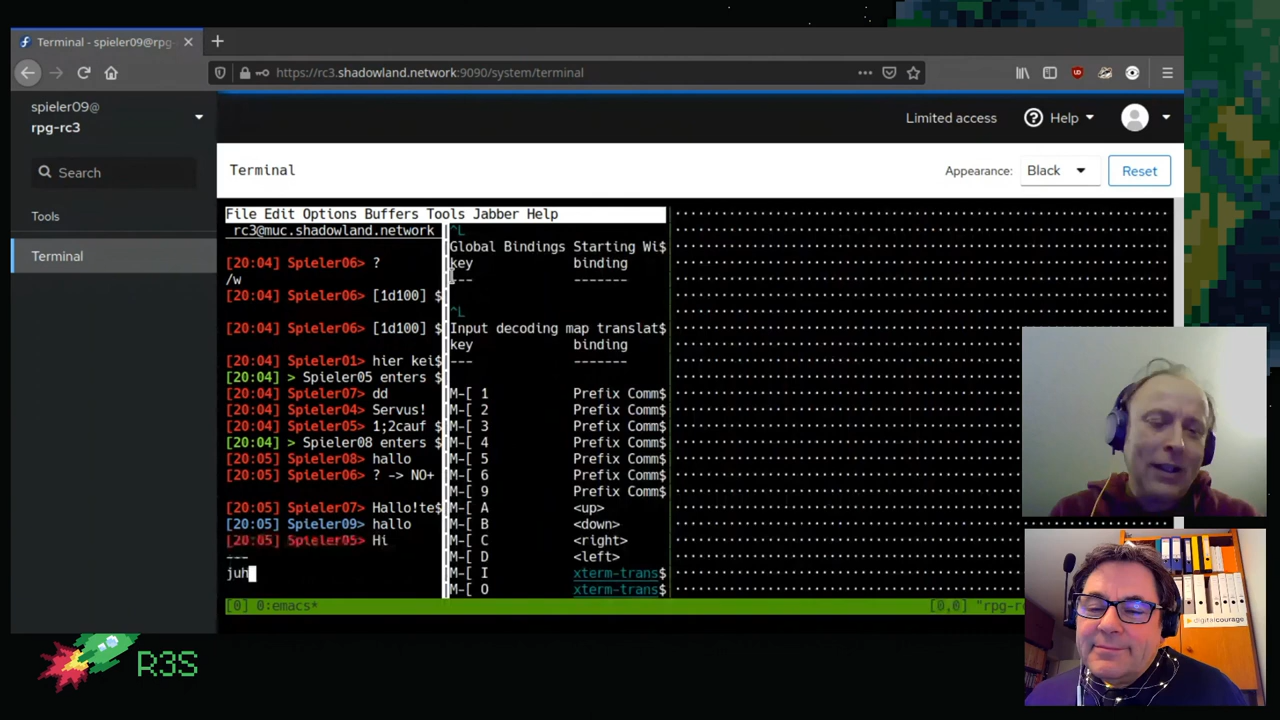 Terminal - spieler09@rpg-
https://rc3.shadowland.network:9090/system/terminal
spieler09@
rpg-rc3
Limited access
Help
Search
Terminal
Appearance:
Black
Reset
Tools
Terminal
File Edit Options Buffers Tools Jabber Help
rc3@muc.shadowland.network
[20:04] Spieler06> ?
/w
[20:04] Spieler06> [1d100] $
[20:04] Spieler06> [1d100] $
[20:04] Spieler01> hier kei$
[20:04] > Spieler05 enters $
[20:04] Spieler07> dd
[20:04] Spieler04> Servus!
[20:04] Spieler05> 1;2cauf $
[20:04] > Spieler08 enters $
[20:05] Spieler08> hallo
[20:05] Spieler06> ? -> NO+
[20:05] Spieler07> Hallo!te$
[20:05] Spieler09> hallo
[20:05] Spieler05> Hi
---
juh
^L
Global Bindings Starting Wi$
key binding
--- -------
^L
Input decoding map translat$
key binding
--- -------
M-[ 1 Prefix Comm$
M-[ 2 Prefix Comm$
M-[ 3 Prefix Comm$
M-[ 4 Prefix Comm$
M-[ 5 Prefix Comm$
M-[ 6 Prefix Comm$
M-[ 9 Prefix Comm$
M-[ A <up>
M-[ B <down>
M-[ C <right>
M-[ D <left>
M-[ I xterm-trans$
M-[ O xterm-trans$
[0] 0:emacs*
[0,0] "rpg-r
digitalcourage
R3S